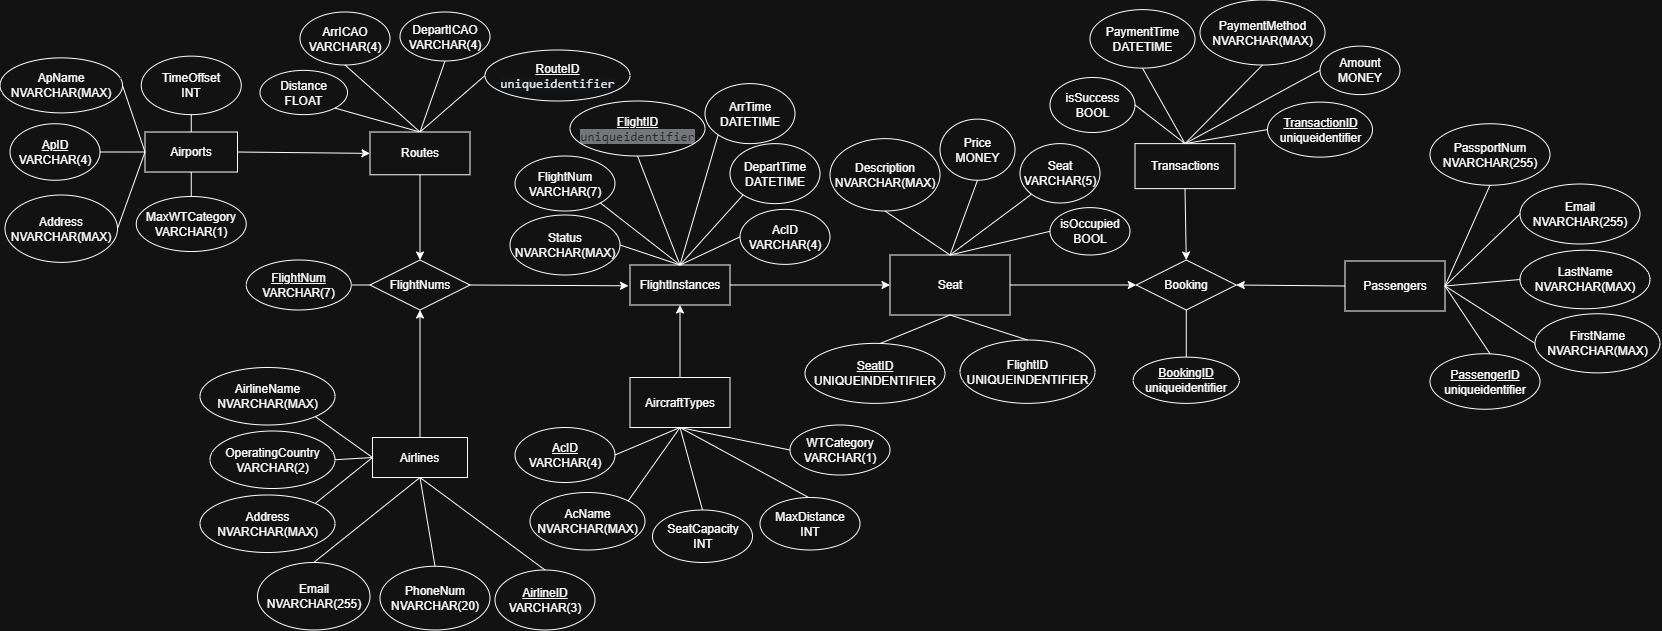 ApName
NVARCHAR(MAX)
TimeOffset
INT
ApID
VARCHAR(4)
Airports
Address
NVARCHAR(MAX)
MaxWTCategory
VARCHAR(1)
ArrICAO
VARCHAR(4)
DepartICAO
VARCHAR(4)
Distance
FLOAT
RouteID
uniqueidentifier
Routes
FlightNum
VARCHAR(7)
FlightNums
AirlineName
NVARCHAR(MAX)
OperatingCountry
VARCHAR(2)
Airlines
Address
NVARCHAR(MAX)
Email
NVARCHAR(255)
PhoneNum
NVARCHAR(20)
AirlineID
VARCHAR(3)
FlightID
uniqueidentifier
ArrTime
DATETIME
FlightNum
VARCHAR(7)
DepartTime
DATETIME
Status
NVARCHAR(MAX)
AcID
VARCHAR(4)
FlightInstances
AircraftTypes
AcID
VARCHAR(4)
WTCategory
VARCHAR(1)
AcName
NVARCHAR(MAX)
SeatCapacity
INT
MaxDistance
INT
Description
NVARCHAR(MAX)
Price
MONEY
Seat
VARCHAR(5)
isOccupied
BOOL
Seat
SeatID
UNIQUEINDENTIFIER
FlightID
UNIQUEINDENTIFIER
PaymentTime
DATETIME
PaymentMethod
NVARCHAR(MAX)
Amount
MONEY
isSuccess
BOOL
TransactionID
uniqueidentifier
Transactions
Booking
BookingID
uniqueidentifier
PassportNum
NVARCHAR(255)
Email
NVARCHAR(255)
LastName
NVARCHAR(MAX)
Passengers
FirstName
NVARCHAR(MAX)
PassengerID
uniqueidentifier